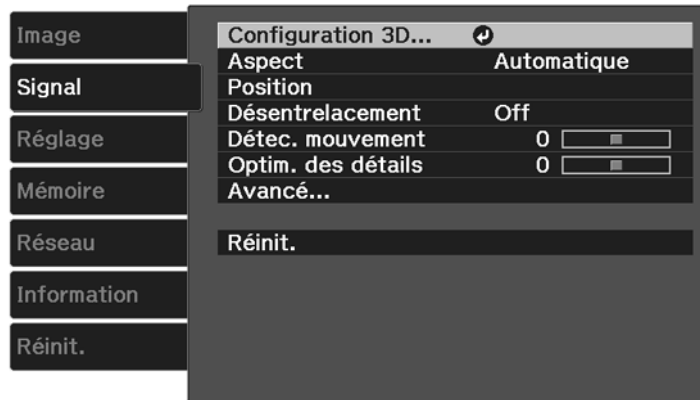 Image
Signal
Réglage
Mémoire
Réseau
Information
Réinit.
Configuration 3D...
Aspect Automatique
Position
Désentrelacement Off
Détec. mouvement 0
Optim. des détails 0
Avancé...
Réinit.